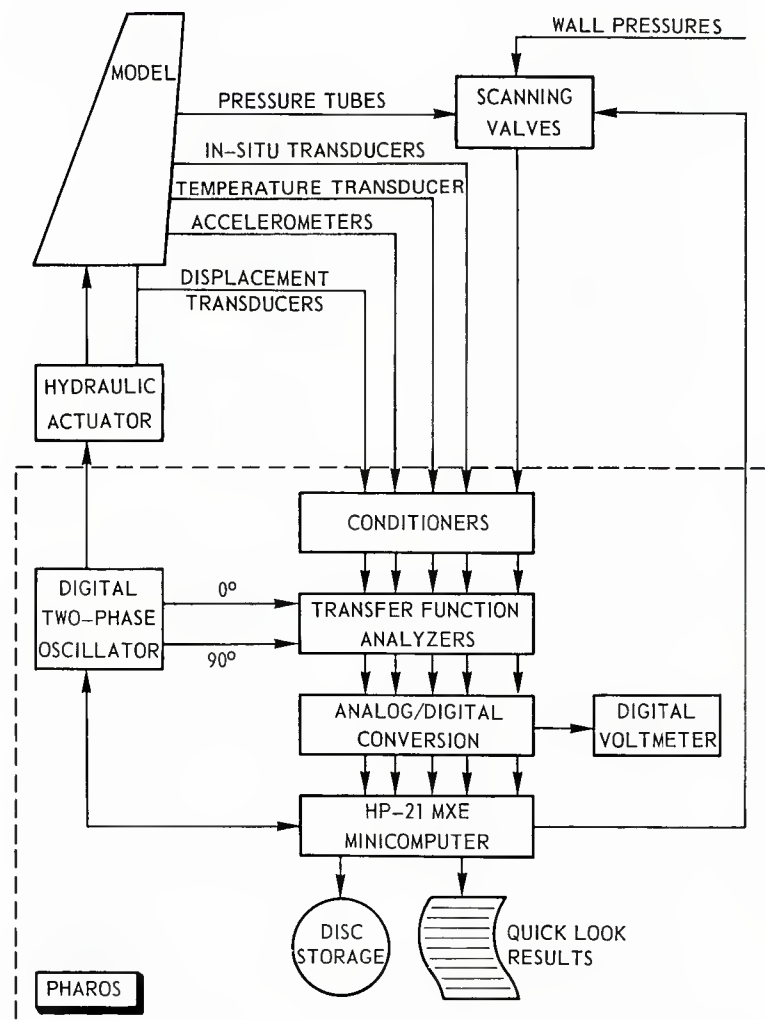 WALL PRESSURES
MODEL
PRESSURE TUBES
SCANNING
VALVES
IN-SITU TRANSDUCERS
TEMPERATURE TRANSDUCER
ACCELEROMETERS
DISPLACEMENT
TRANSDUCERS
HYDRAULIC
ACTUATOR
CONDITIONERS
DIGITAL
TWO-PHASE
OSCILLATOR
0°
90°
TRANSFER FUNCTION
ANALYZERS
ANALOG/DIGITAL
CONVERSION
DIGITAL
VOLTMETER
HP-21 MXE
MINICOMPUTER
DISC
STORAGE
QUICK LOOK
RESULTS
PHAROS